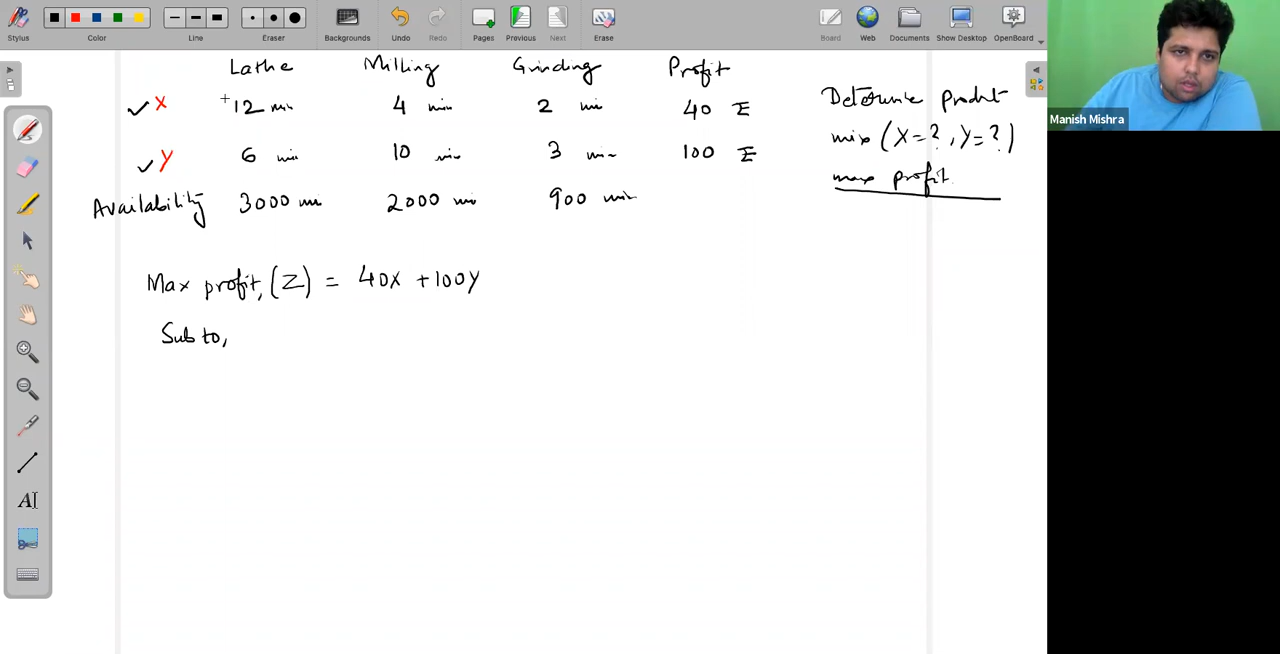 Stylus Color Line Eraser Backgrounds Undo Redo Pages Previous Next Erase Board Web Documents Show Desktop OpenBoard
Manish Mishra
Lathe Milling Grinding Profit
X 12 min 4 min 2 min 40
Y 6 min 10 min 3 min 100
Availability 3000 min 2000 min 900 min
Determine product
mix (X=?, Y=?)
max profit.
Max profit, (Z) = 40X + 100Y
Sub to,